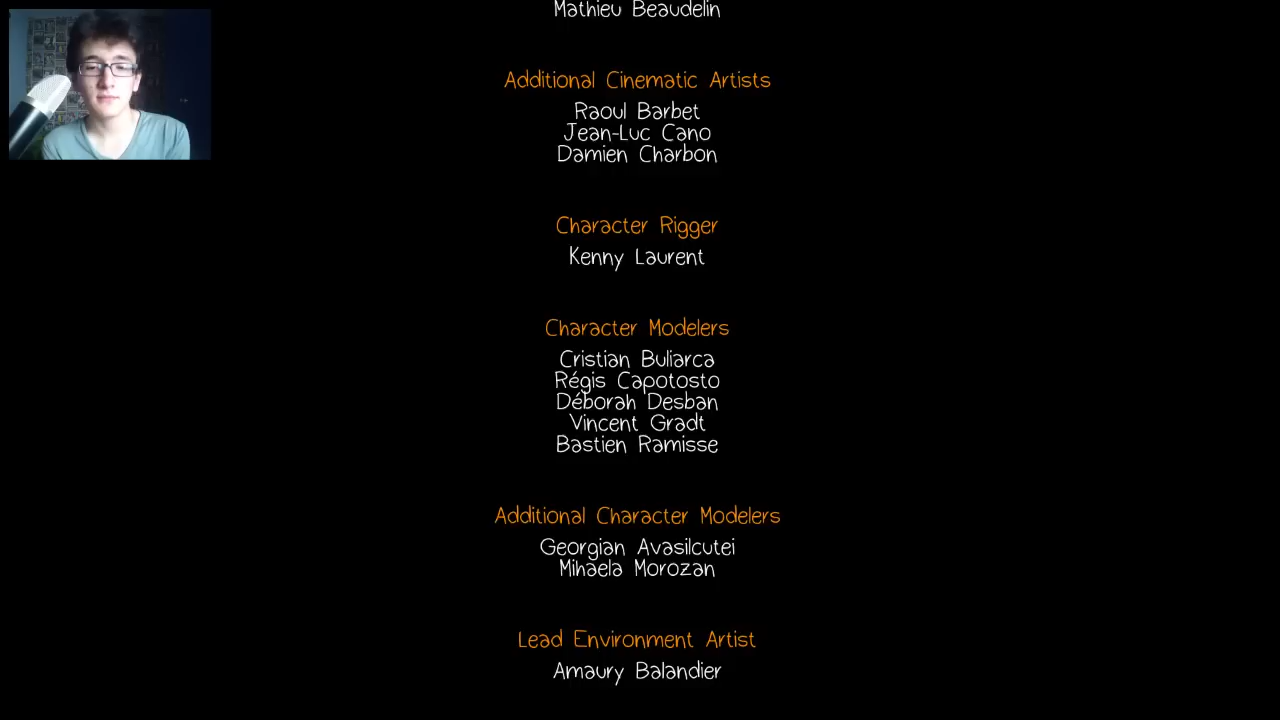 Mathieu Beaudelin
Additional Cinematic Artists
Raoul Barbet
Jean-Luc Cano
Damien Charbon
Character Rigger
Kenny Laurent
Character Modelers
Cristian Buliarca
Régis Capotosto
Déborah Desban
Vincent Gradt
Bastien Ramisse
Additional Character Modelers
Georgian Avasilcutei
Mihaela Morozan
Lead Environment Artist
Amaury Balandier